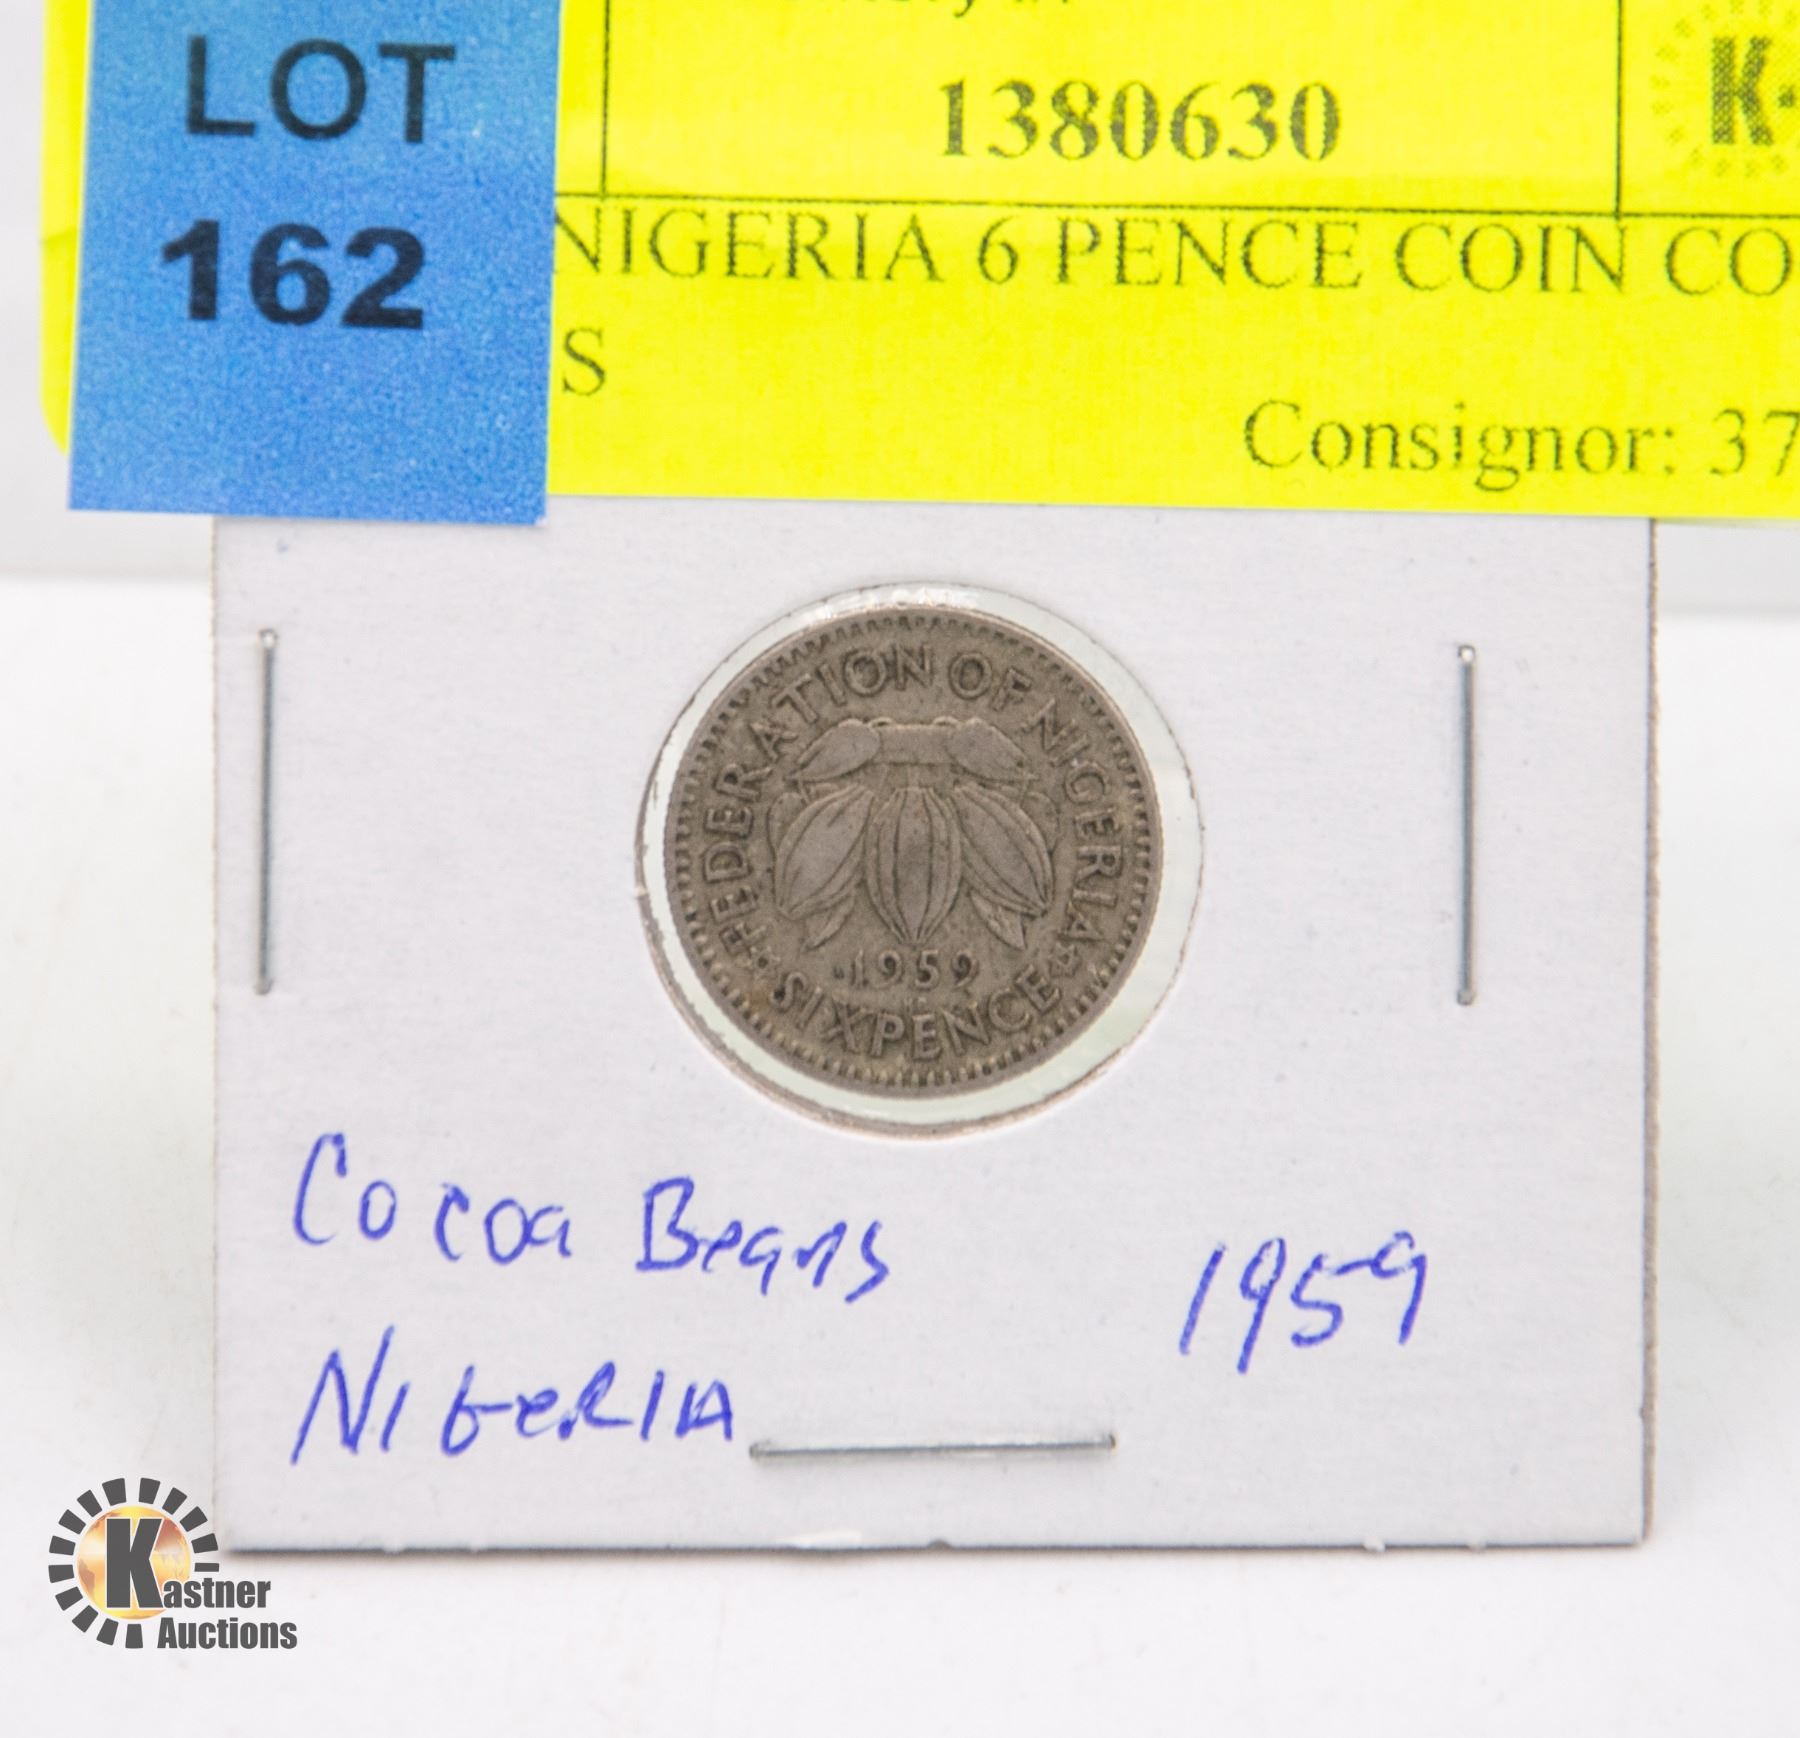 LOT
162
1380630
K-
NIGERIA 6 PENCE COIN CO
S
Consignor: 37
FEDERATION OF NIGERIA
1959
SIXPENCE
Cocoa Beans
1959
NIGeRIA
Kastner
Auctions